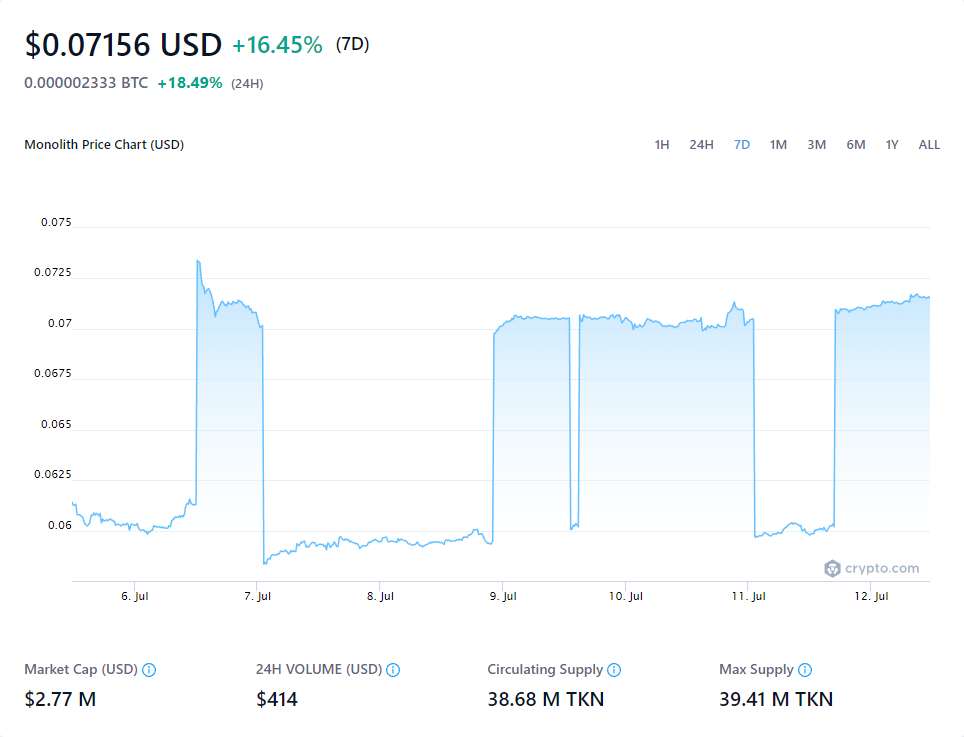 $0.07156 USD +16.45% (7D)
0.000002333 BTC +18.49% (24H)
Monolith Price Chart (USD) 1H 24H 7D 1M 3M 6M 1Y ALL
0.075
0.0725
0.07
0.0675
0.065
0.0625
0.06
crypto.com
6. Jul 7. Jul 8. Jul 9. Jul 10. Jul 11. Jul 12. Jul
Market Cap (USD) 24H VOLUME (USD) Circulating Supply Max Supply
$2.77 M $414 38.68 M TKN 39.41 M TKN